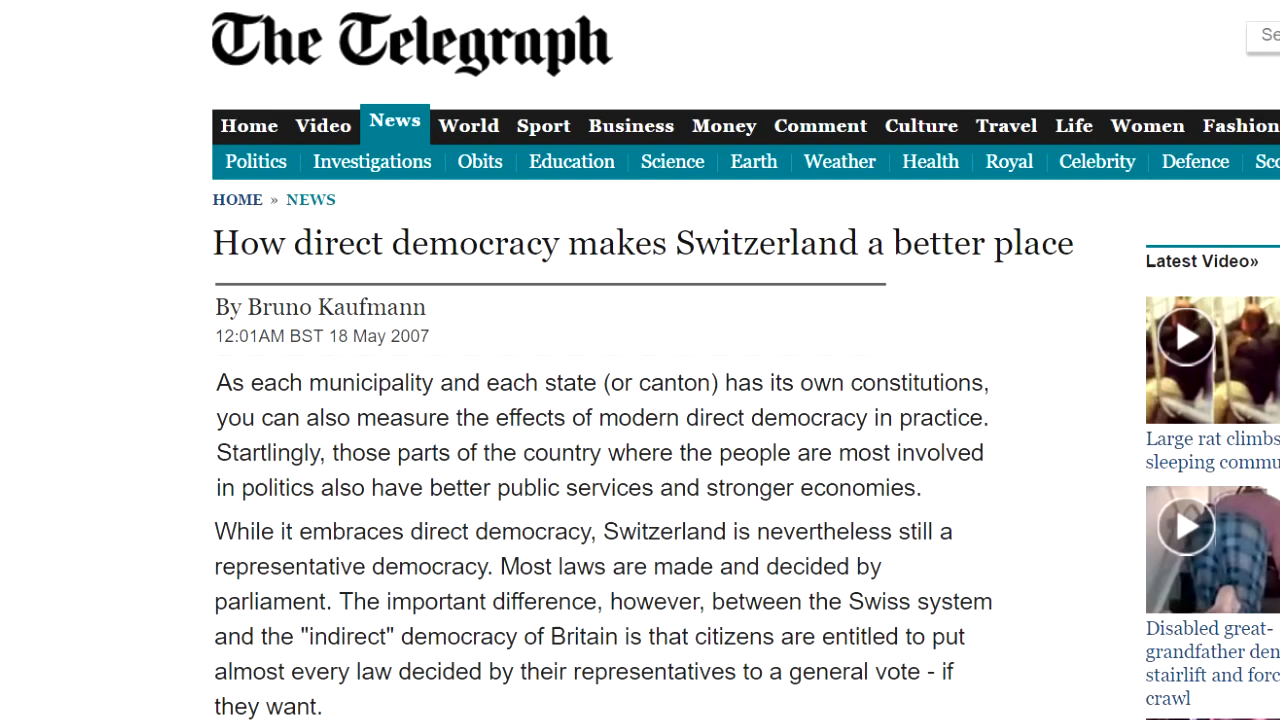 The Telegraph
Se
Home Video News World Sport Business Money Comment Culture Travel Life Women Fashion
Politics Investigations Obits Education Science Earth Weather Health Royal Celebrity Defence Sco
HOME » NEWS
How direct democracy makes Switzerland a better place
By Bruno Kaufmann
12:01AM BST 18 May 2007
As each municipality and each state (or canton) has its own constitutions,
you can also measure the effects of modern direct democracy in practice.
Startlingly, those parts of the country where the people are most involved
in politics also have better public services and stronger economies.
While it embraces direct democracy, Switzerland is nevertheless still a
representative democracy. Most laws are made and decided by
parliament. The important difference, however, between the Swiss system
and the "indirect" democracy of Britain is that citizens are entitled to put
almost every law decided by their representatives to a general vote - if
they want.
Latest Video»
Large rat climbs
sleeping commu
Disabled great-
grandfather den
stairlift and forc
crawl